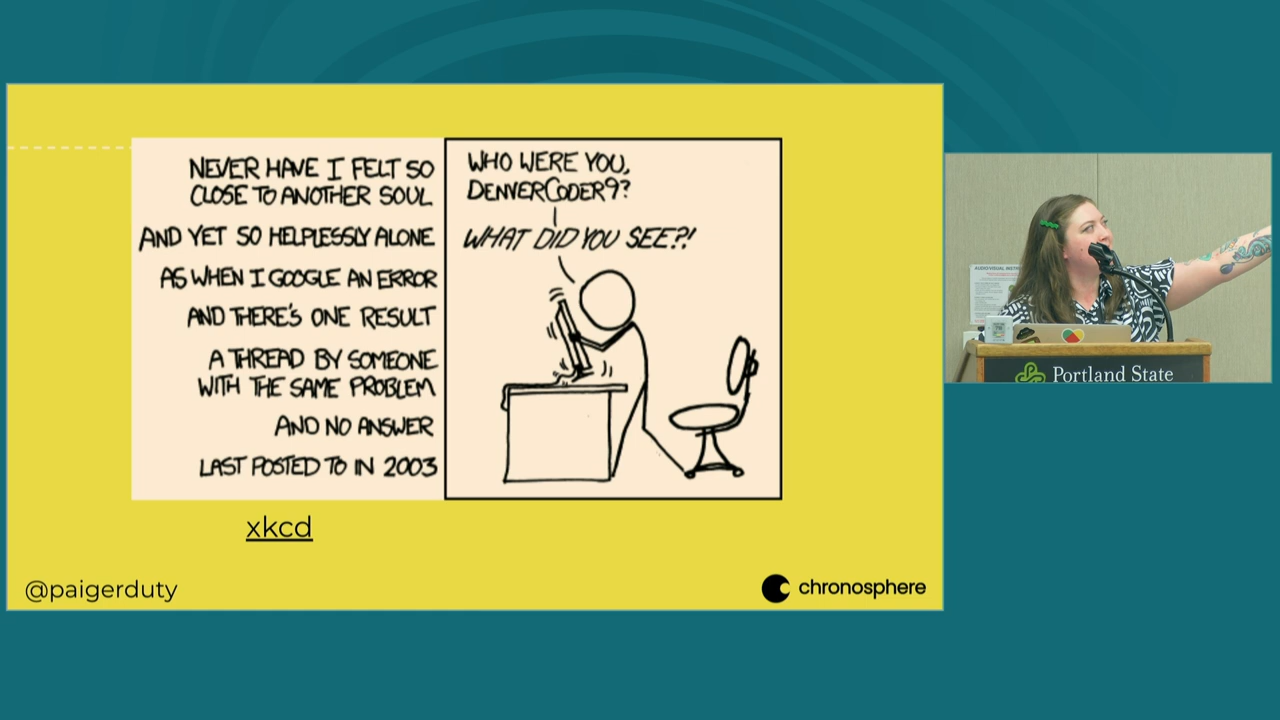 NEVER HAVE I FELT SO
CLOSE TO ANOTHER SOUL
AND YET SO HELPLESSLY ALONE
AS WHEN I GOOGLE AN ERROR
AND THERE'S ONE RESULT
A THREAD BY SOMEONE
WITH THE SAME PROBLEM
AND NO ANSWER
LAST POSTED TO IN 2003
WHO WERE YOU,
DENVERCODER9?
WHAT DID YOU SEE?!
xkcd
@paigerduty
chronosphere
Portland State